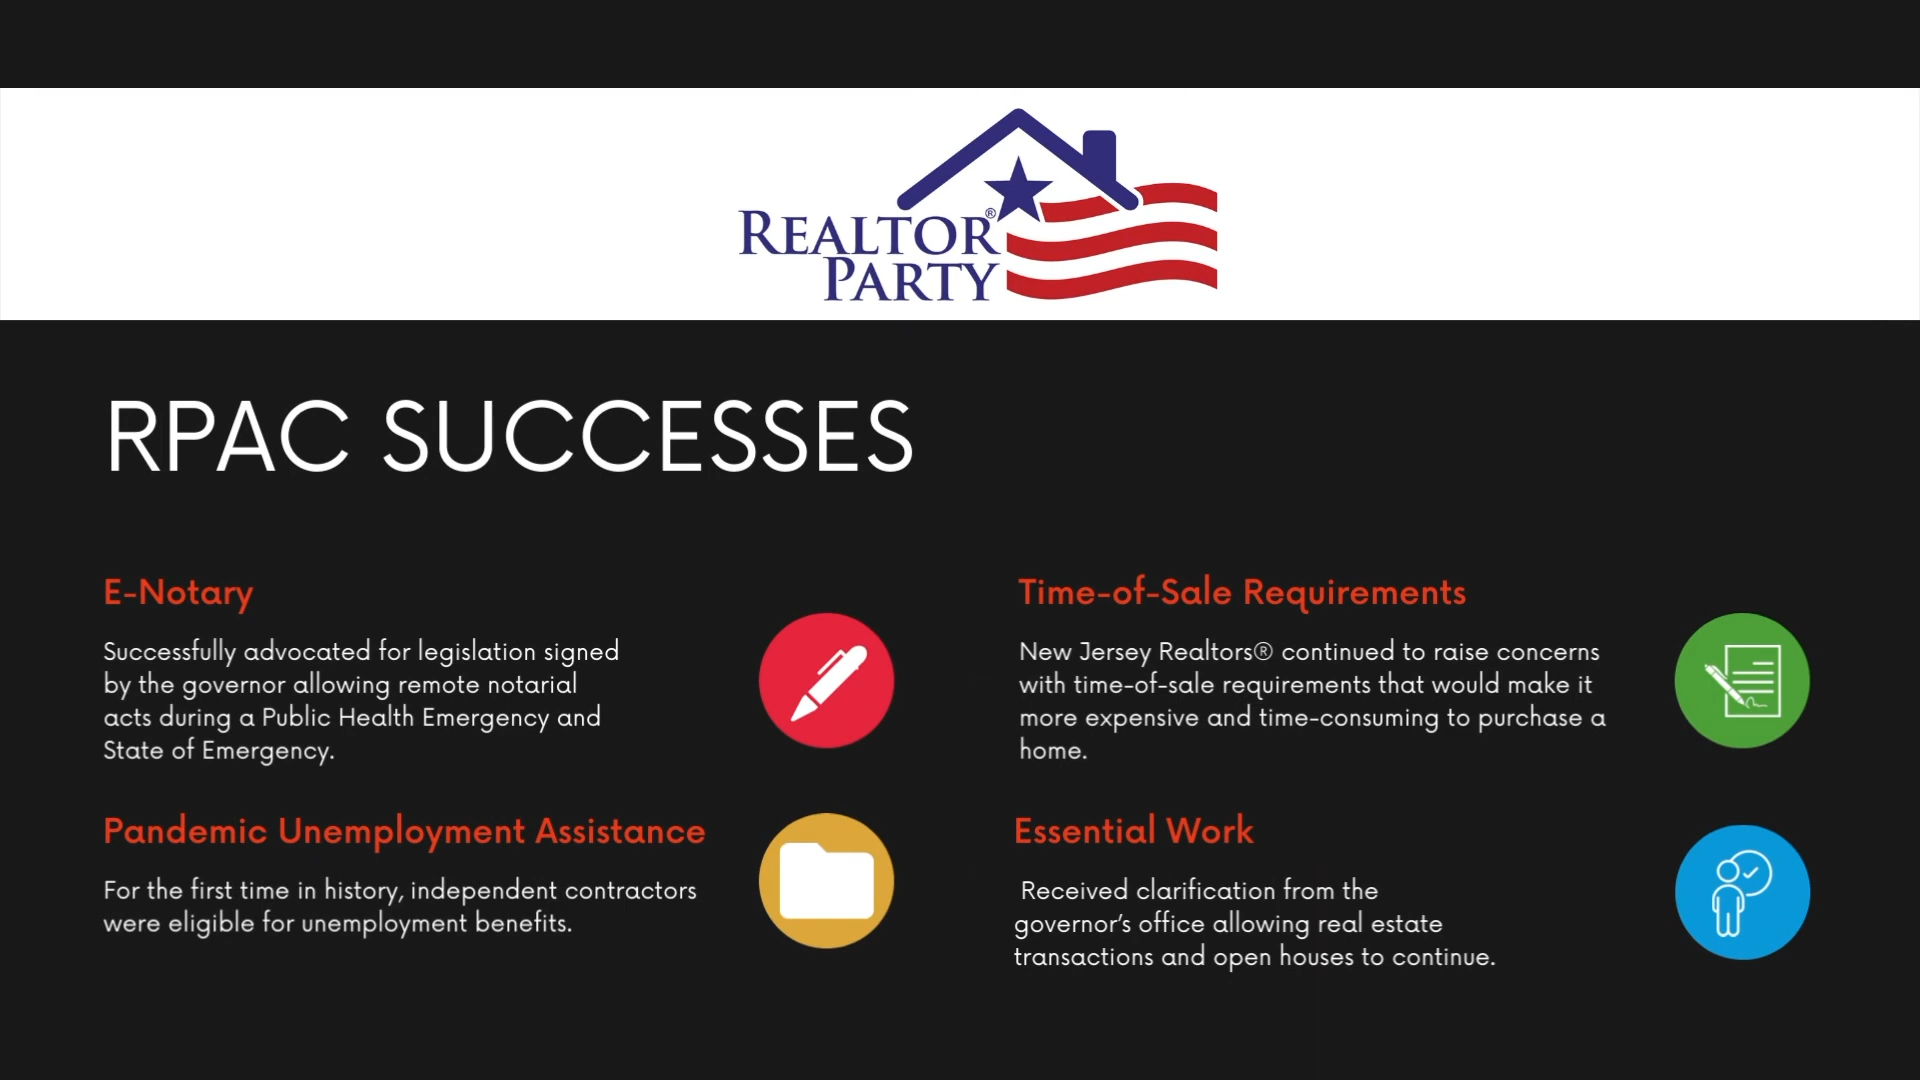 REALTOR®
PARTY
RPAC SUCCESSES
E-Notary
Successfully advocated for legislation signed
by the governor allowing remote notarial
acts during a Public Health Emergency and
State of Emergency.
Pandemic Unemployment Assistance
For the first time in history, independent contractors
were eligible for unemployment benefits.
Time-of-Sale Requirements
New Jersey Realtors® continued to raise concerns
with time-of-sale requirements that would make it
more expensive and time-consuming to purchase a
home.
Essential Work
Received clarification from the
governor’s office allowing real estate
transactions and open houses to continue.